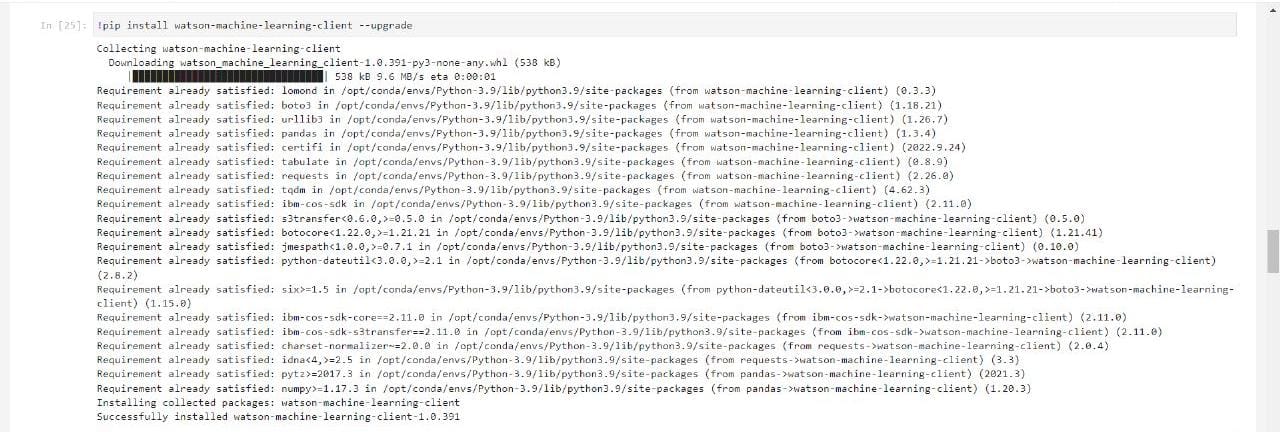 In [25]: !pip install watson-machine-learning-client --upgrade
Collecting watson-machine-learning-client
Downloading watson_machine_learning_client-1.0.391-py3-none-any.whl (538 kB)
| 538 kB 9.6 MB/s eta 0:00:01
Requirement already satisfied: lomond in /opt/conda/envs/Python-3.9/lib/python3.9/site-packages (from watson-machine-learning-client) (0.3.3)
Requirement already satisfied: boto3 in /opt/conda/envs/Python-3.9/lib/python3.9/site-packages (from watson-machine-learning-client) (1.18.21)
Requirement already satisfied: urllib3 in /opt/conda/envs/Python-3.9/lib/python3.9/site-packages (from watson-machine-learning-client) (1.26.7)
Requirement already satisfied: pandas in /opt/conda/envs/Python-3.9/lib/python3.9/site-packages (from watson-machine-learning-client) (1.3.4)
Requirement already satisfied: certifi in /opt/conda/envs/Python-3.9/lib/python3.9/site-packages (from watson-machine-learning-client) (2022.9.24)
Requirement already satisfied: tabulate in /opt/conda/envs/Python-3.9/lib/python3.9/site-packages (from watson-machine-learning-client) (0.8.9)
Requirement already satisfied: requests in /opt/conda/envs/Python-3.9/lib/python3.9/site-packages (from watson-machine-learning-client) (2.26.0)
Requirement already satisfied: tqdm in /opt/conda/envs/Python-3.9/lib/python3.9/site-packages (from watson-machine-learning-client) (4.62.3)
Requirement already satisfied: ibm-cos-sdk in /opt/conda/envs/Python-3.9/lib/python3.9/site-packages (from watson-machine-learning-client) (2.11.0)
Requirement already satisfied: s3transfer<0.6.0,>=0.5.0 in /opt/conda/envs/Python-3.9/lib/python3.9/site-packages (from boto3->watson-machine-learning-client) (0.5.0)
Requirement already satisfied: botocore<1.22.0,>=1.21.21 in /opt/conda/envs/Python-3.9/lib/python3.9/site-packages (from boto3->watson-machine-learning-client) (1.21.41)
Requirement already satisfied: jmespath<1.0.0,>=0.7.1 in /opt/conda/envs/Python-3.9/lib/python3.9/site-packages (from boto3->watson-machine-learning-client) (0.10.0)
Requirement already satisfied: python-dateutil<3.0.0,>=2.1 in /opt/conda/envs/Python-3.9/lib/python3.9/site-packages (from botocore<1.22.0,>=1.21.21->boto3->watson-machine-learning-client)
(2.8.2)
Requirement already satisfied: six>=1.5 in /opt/conda/envs/Python-3.9/lib/python3.9/site-packages (from python-dateutil<3.0.0,>=2.1->botocore<1.22.0,>=1.21.21->boto3->watson-machine-learning-
client) (1.15.0)
Requirement already satisfied: ibm-cos-sdk-core==2.11.0 in /opt/conda/envs/Python-3.9/lib/python3.9/site-packages (from ibm-cos-sdk->watson-machine-learning-client) (2.11.0)
Requirement already satisfied: ibm-cos-sdk-s3transfer==2.11.0 in /opt/conda/envs/Python-3.9/lib/python3.9/site-packages (from ibm-cos-sdk->watson-machine-learning-client) (2.11.0)
Requirement already satisfied: charset-normalizer~=2.0.0 in /opt/conda/envs/Python-3.9/lib/python3.9/site-packages (from requests->watson-machine-learning-client) (2.0.4)
Requirement already satisfied: idna<4,>=2.5 in /opt/conda/envs/Python-3.9/lib/python3.9/site-packages (from requests->watson-machine-learning-client) (3.3)
Requirement already satisfied: pytz>=2017.3 in /opt/conda/envs/Python-3.9/lib/python3.9/site-packages (from pandas->watson-machine-learning-client) (2021.3)
Requirement already satisfied: numpy>=1.17.3 in /opt/conda/envs/Python-3.9/lib/python3.9/site-packages (from pandas->watson-machine-learning-client) (1.20.3)
Installing collected packages: watson-machine-learning-client
Successfully installed watson-machine-learning-client-1.0.391